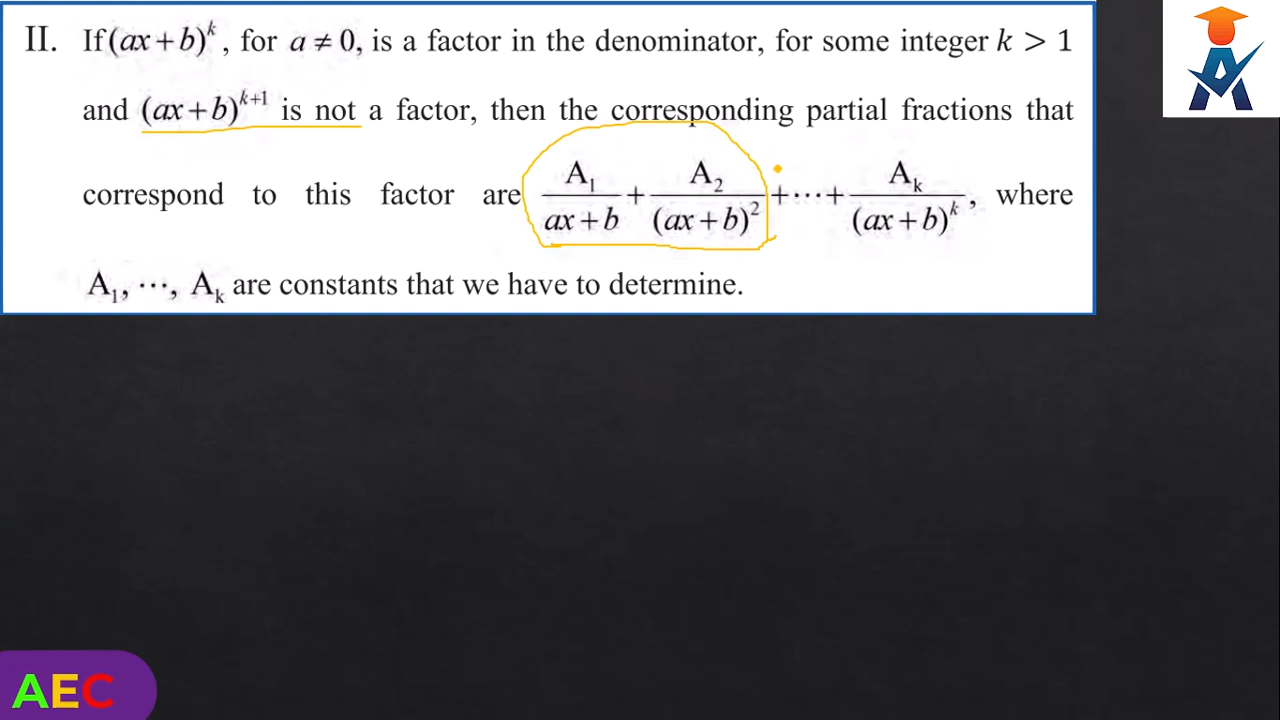 II. If (ax + b)^k, for a ≠ 0, is a factor in the denominator, for some integer k > 1
and (ax + b)^{k+1} is not a factor, then the corresponding partial fractions that
correspond to this factor are A₁/(ax + b) + A₂/(ax + b)² + ⋯ + A_k/(ax + b)^k, where
A₁, ⋯, A_k are constants that we have to determine.
AEC